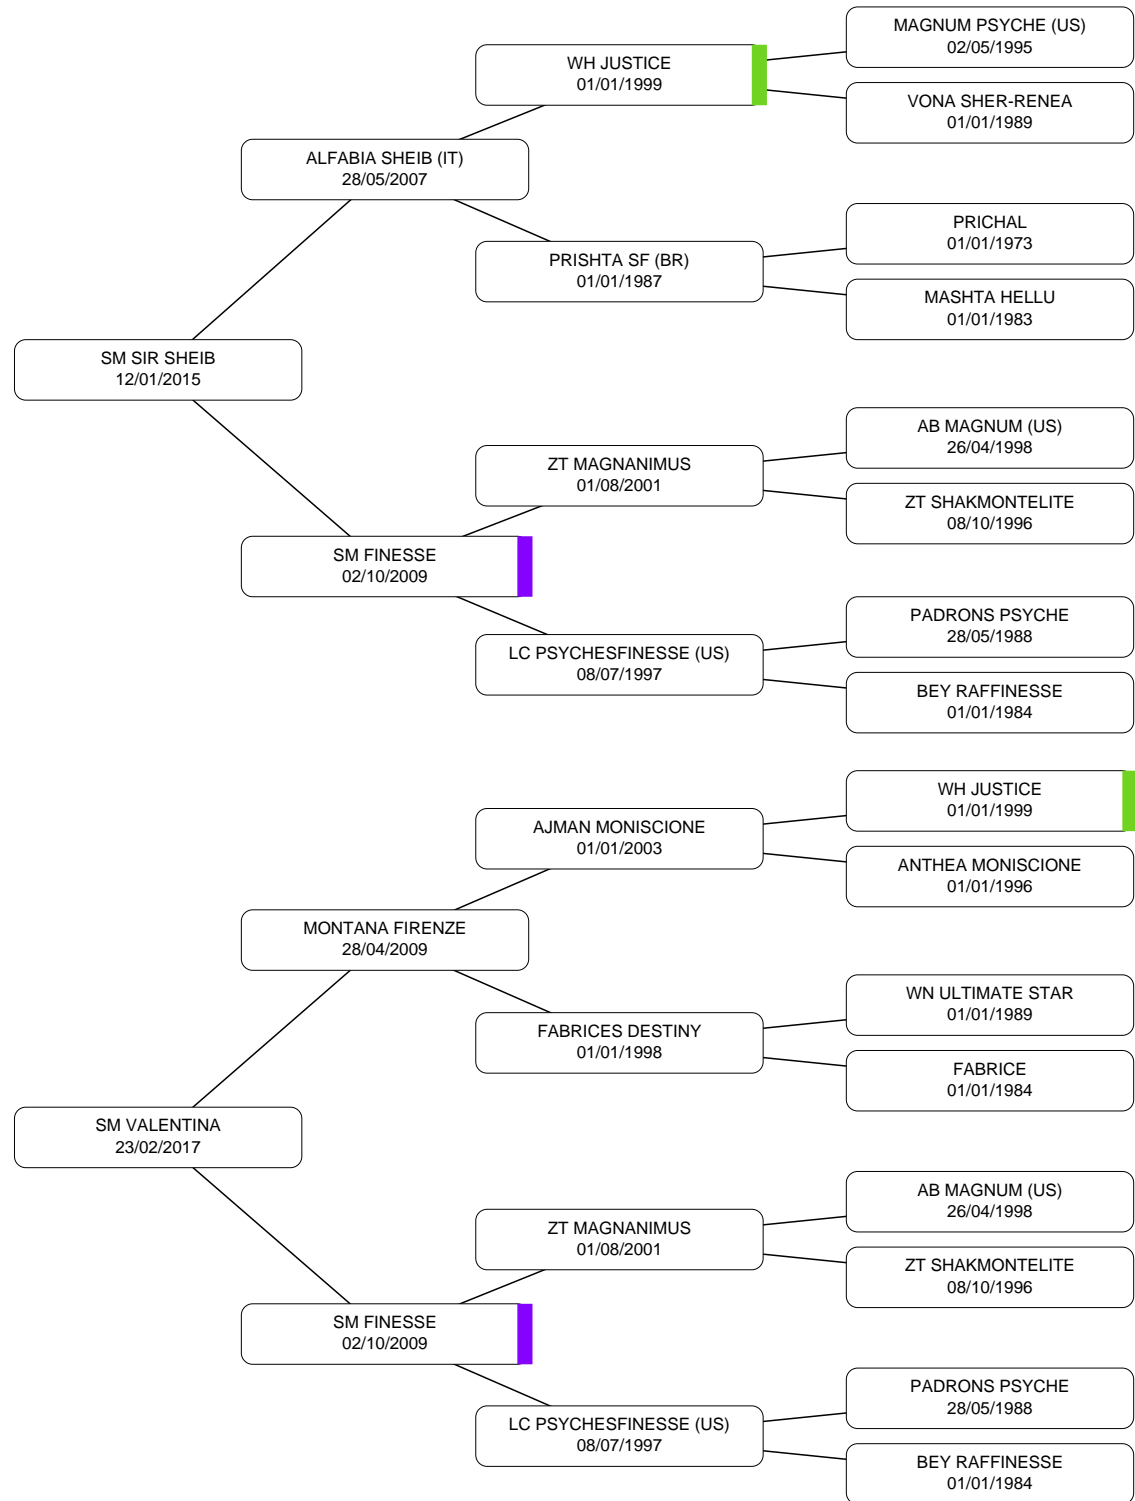 MAGNUM PSYCHE (US)
02/05/1995
WH JUSTICE
01/01/1999
VONA SHER-RENEA
01/01/1989
ALFABIA SHEIB (IT)
28/05/2007
PRICHAL
01/01/1973
PRISHTA SF (BR)
01/01/1987
MASHTA HELLU
01/01/1983
SM SIR SHEIB
12/01/2015
AB MAGNUM (US)
26/04/1998
ZT MAGNANIMUS
01/08/2001
ZT SHAKMONTELITE
08/10/1996
SM FINESSE
02/10/2009
PADRONS PSYCHE
28/05/1988
LC PSYCHESFINESSE (US)
08/07/1997
BEY RAFFINESSE
01/01/1984
WH JUSTICE
01/01/1999
AJMAN MONISCIONE
01/01/2003
ANTHEA MONISCIONE
01/01/1996
MONTANA FIRENZE
28/04/2009
WN ULTIMATE STAR
01/01/1989
FABRICES DESTINY
01/01/1998
FABRICE
01/01/1984
SM VALENTINA
23/02/2017
AB MAGNUM (US)
26/04/1998
ZT MAGNANIMUS
01/08/2001
ZT SHAKMONTELITE
08/10/1996
SM FINESSE
02/10/2009
PADRONS PSYCHE
28/05/1988
LC PSYCHESFINESSE (US)
08/07/1997
BEY RAFFINESSE
01/01/1984